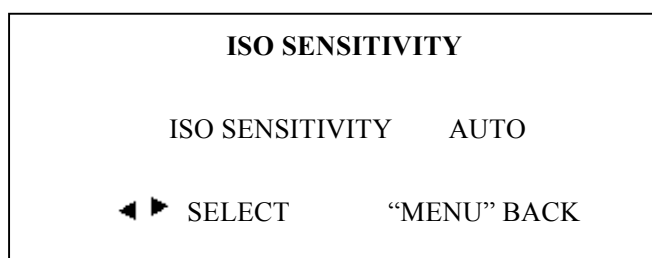 ISO SENSITIVITY
ISO SENSITIVITY AUTO
◀ ▶ SELECT “MENU” BACK